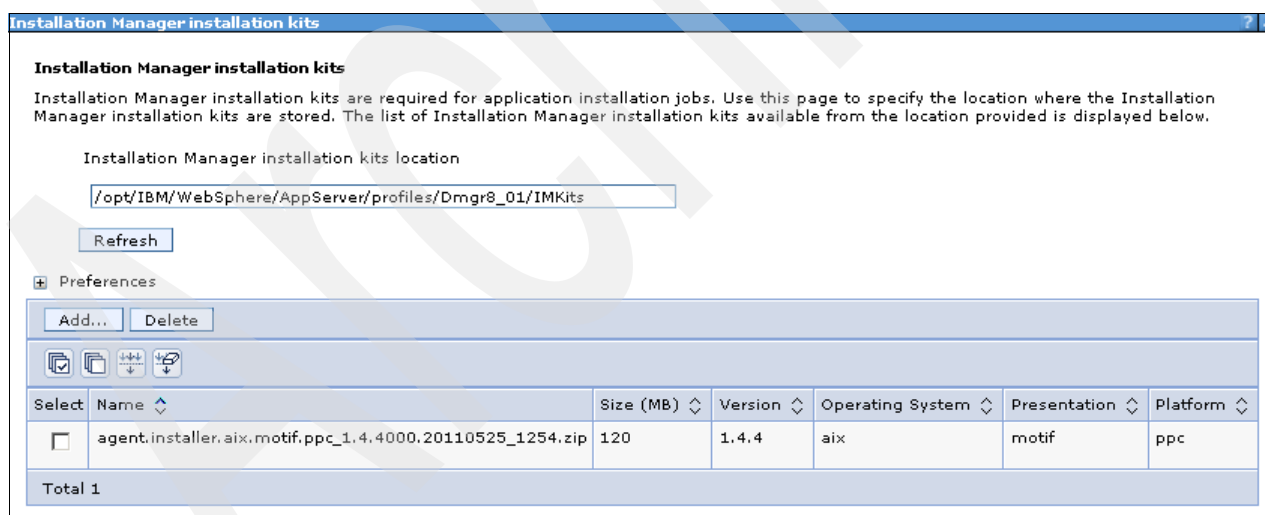 Installation Manager installation kits
?
Installation Manager installation kits
Installation Manager installation kits are required for application installation jobs. Use this page to specify the location where the Installation
Manager installation kits are stored. The list of Installation Manager installation kits available from the location provided is displayed below.
Installation Manager installation kits location
/opt/IBM/WebSphere/AppServer/profiles/Dmgr8_01/IMKits
Refresh
Preferences
Add... Delete
Select Name Size (MB) Version Operating System Presentation Platform
agent.installer.aix.motif.ppc_1.4.4000.20110525_1254.zip 120 1.4.4 aix motif ppc
Total 1